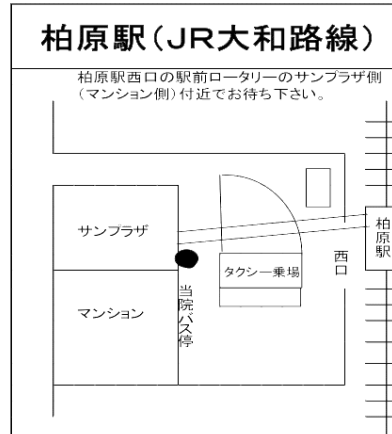 柏原駅(JR大和路線)
柏原駅西口の駅前ロータリーのサンプラザ側
(マンション側)付近でお待ち下さい。
サンプラザ
柏原駅
西口
タクシー乗場
マンション
当院バス停